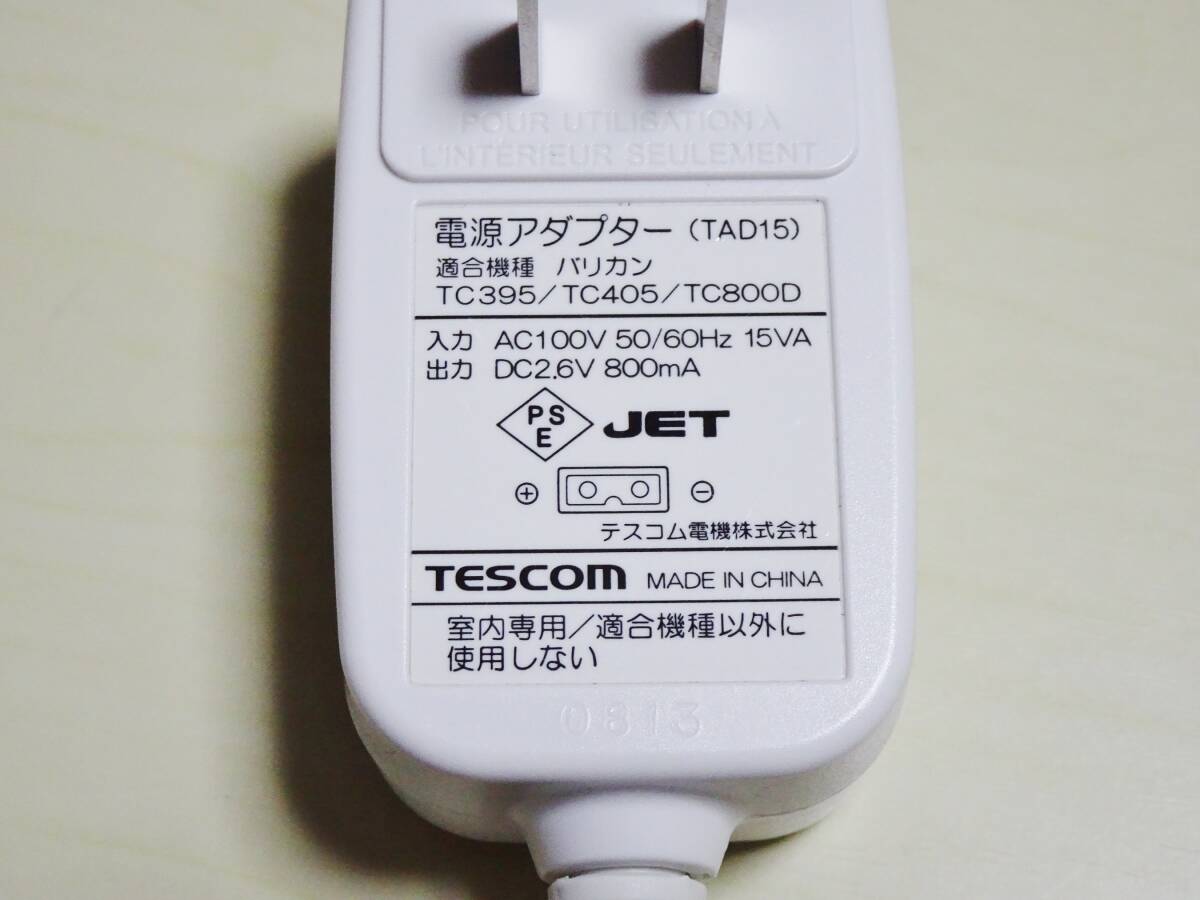 POUR UTILISATION À
L'INTÉRIEUR SEULEMENT
電源アダプター（TAD15）
適合機種 バリカン
TC395/TC405/TC800D
入力 AC100V 50/60Hz 15VA
出力 DC2.6V 800mA
PS
E
JET
⊕ ⊖
テスコム電機株式会社
TESCOM MADE IN CHINA
室内専用/適合機種以外に
使用しない
0813